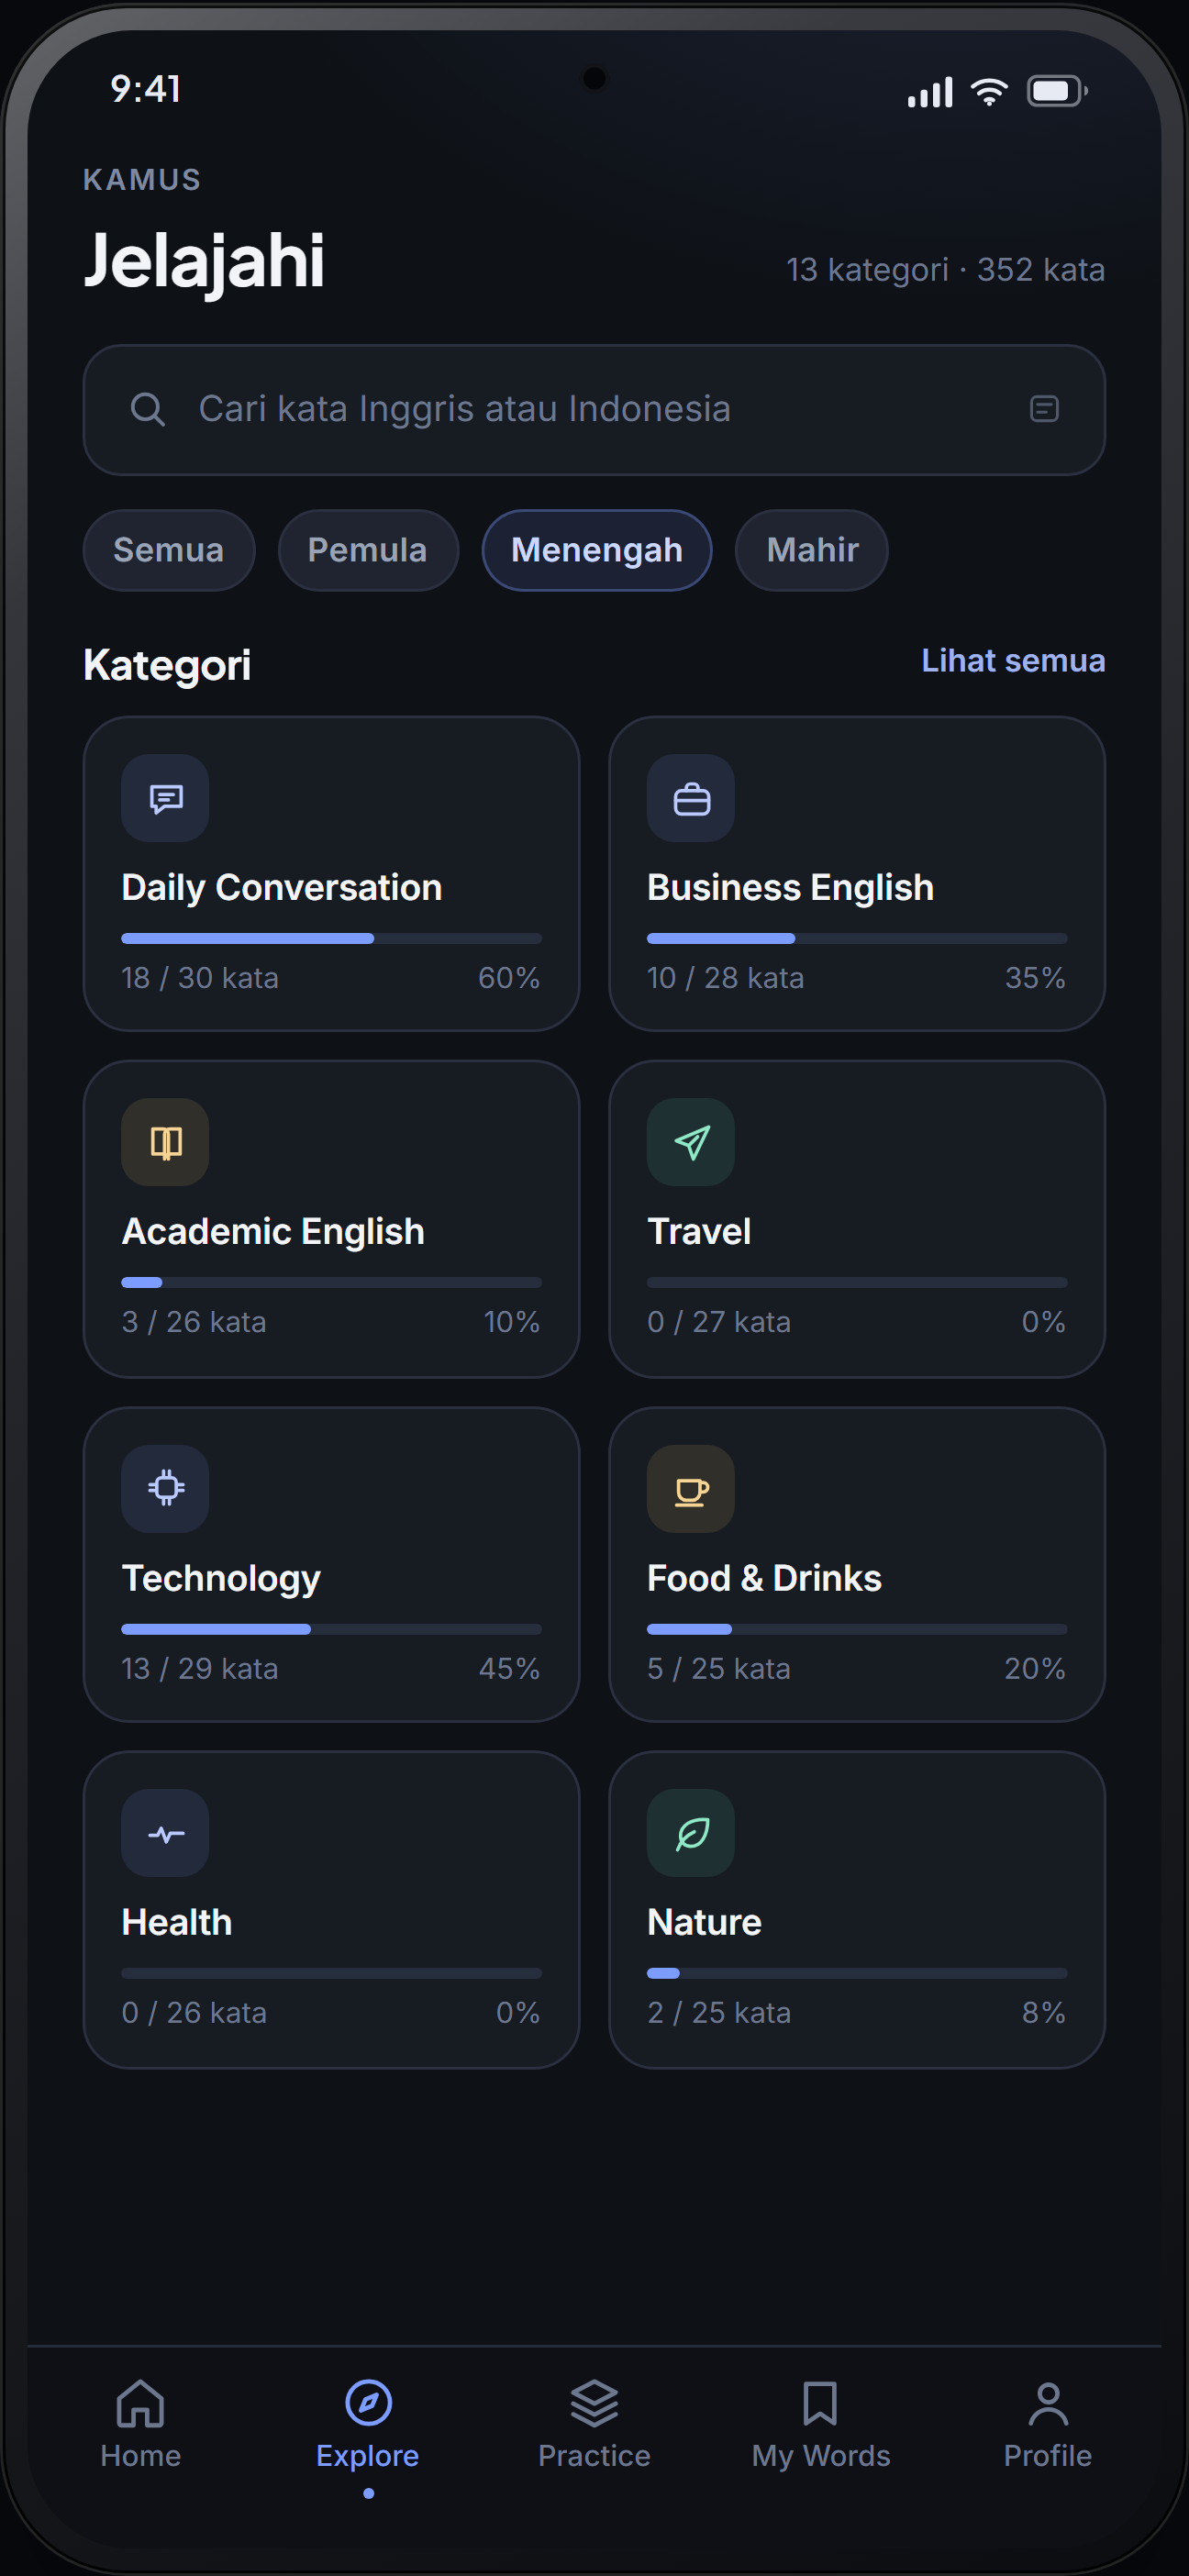 9:41
KAMUS
Jelajahi
13 kategori · 352 kata
Cari kata Inggris atau Indonesia
Semua Pemula Menengah Mahir
Kategori Lihat semua
Daily Conversation
18 / 30 kata 60%
Business English
10 / 28 kata 35%
Academic English
3 / 26 kata 10%
Travel
0 / 27 kata 0%
Technology
13 / 29 kata 45%
Food & Drinks
5 / 25 kata 20%
Health
0 / 26 kata 0%
Nature
2 / 25 kata 8%
Home Explore Practice My Words Profile